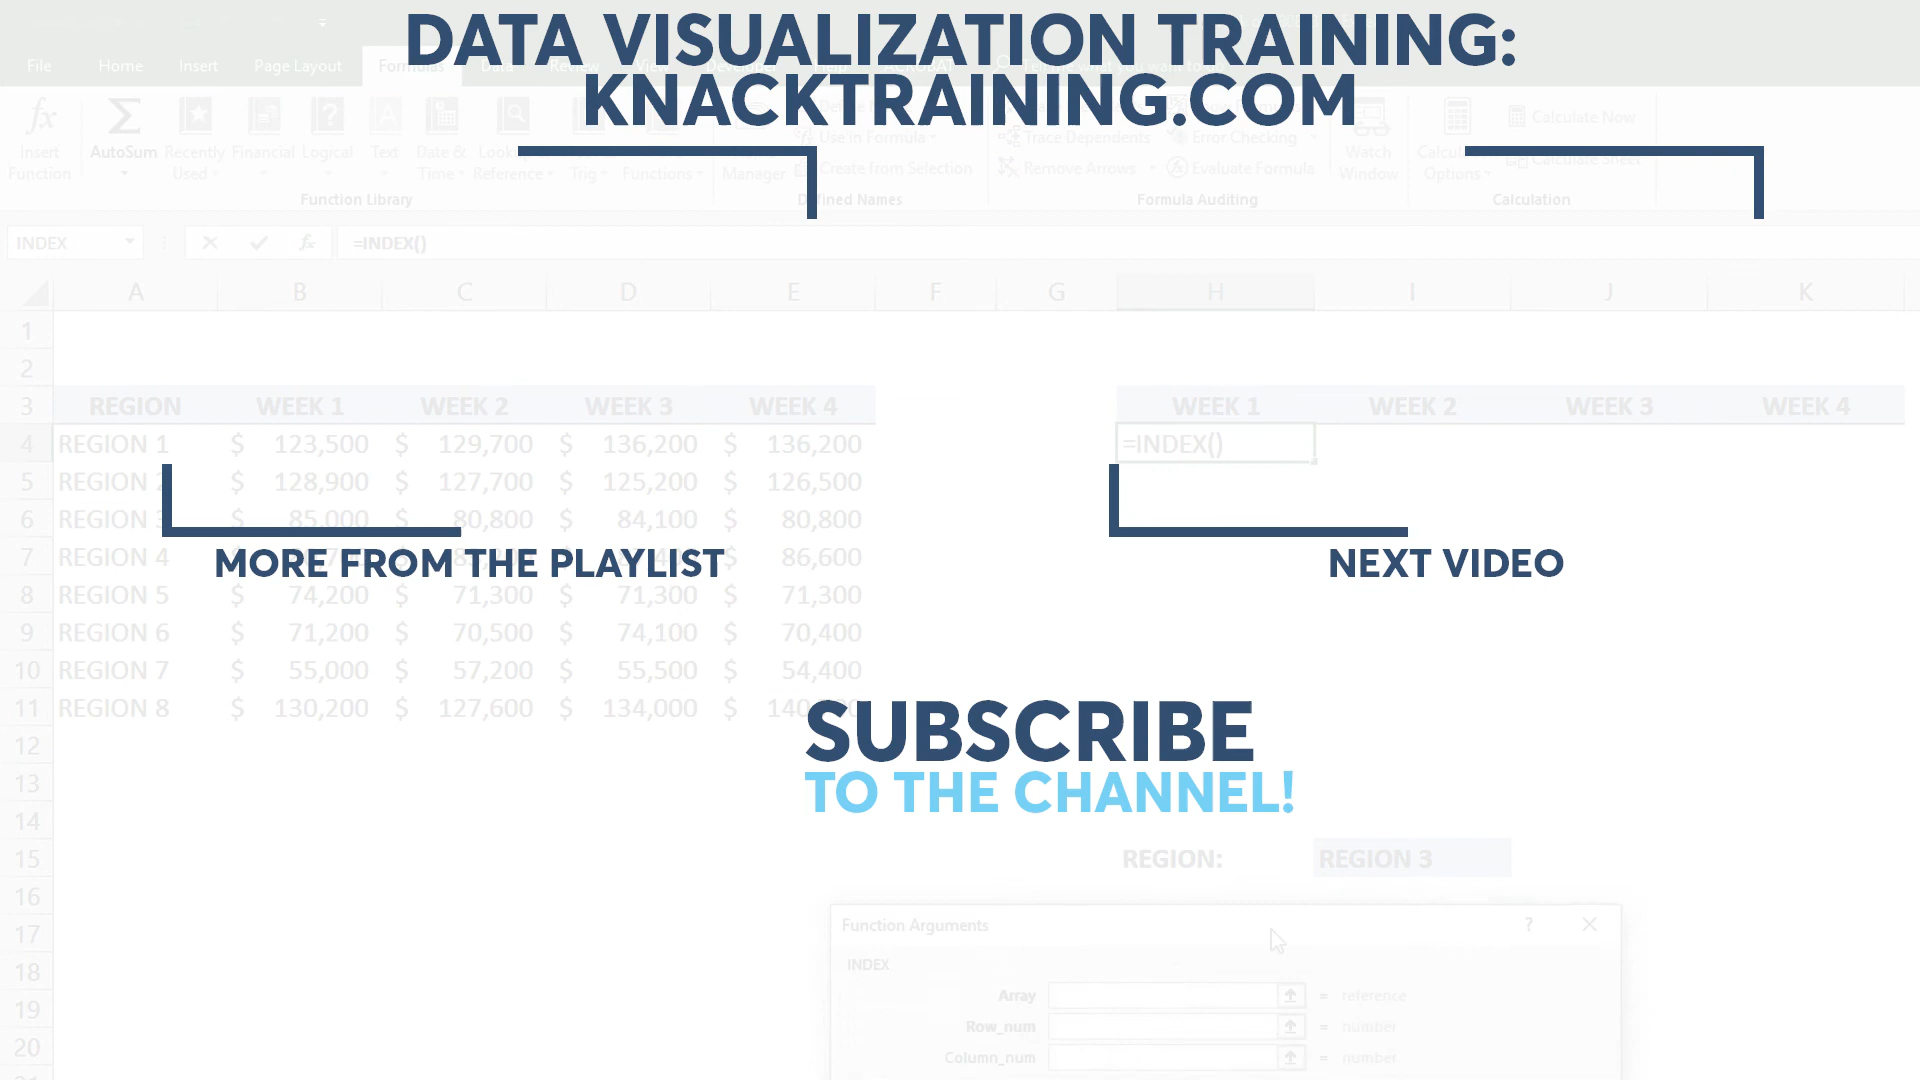 DATA VISUALIZATION TRAINING:
KNACKTRAINING.COM
File Home Insert Page Layout Formulas Data Review View Developer
Insert Function AutoSum Recently Used Financial Logical Text Date & Time Lookup & Reference Trig Functions Manager
Use in Formula
Create from Selection
Trace Dependents Error Checking
Remove Arrows Evaluate Formula
Watch Window
Calculate Now
Calculate Sheet
Options
Function Library Defined Names Formula Auditing Calculation
INDEX fx =INDEX()
A B C D E F G H I J K
1
2
3 REGION WEEK 1 WEEK 2 WEEK 3 WEEK 4 WEEK 1 WEEK 2 WEEK 3 WEEK 4
4 REGION 1 $ 123,500 $ 129,700 $ 136,200 $ 136,200 =INDEX()
5 REGION 2 $ 128,900 $ 127,700 $ 125,200 $ 126,500
6 REGION 3 $ 85,000 $ 80,800 $ 84,100 $ 80,800
7 REGION 4 86,600
MORE FROM THE PLAYLIST NEXT VIDEO
8 REGION 5 $ 74,200 $ 71,300 $ 71,300 $ 71,300
9 REGION 6 $ 71,200 $ 70,500 $ 74,100 $ 70,400
10 REGION 7 $ 55,000 $ 57,200 $ 55,500 $ 54,400
11 REGION 8 $ 130,200 $ 127,600 $ 134,000 $
SUBSCRIBE
12
TO THE CHANNEL!
13
14
15 REGION: REGION 3
16
17 Function Arguments ?
18 INDEX
19 Array = reference
Row_num = number
20 Column_num = number